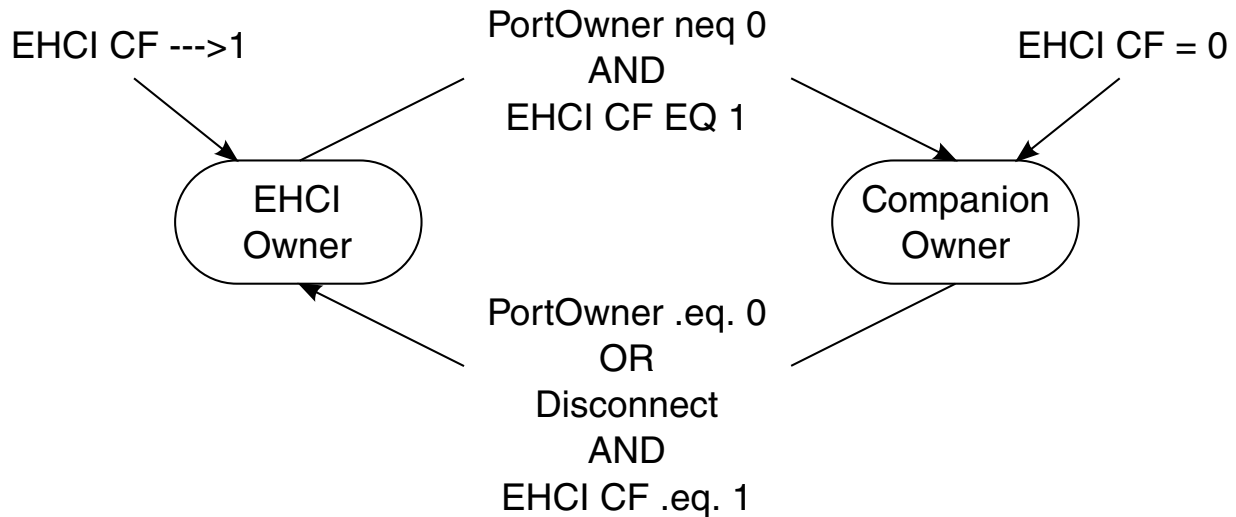 EHCI CF --->1
PortOwner neq 0
AND
EHCI CF EQ 1
EHCI CF = 0
EHCI
Owner
Companion
Owner
PortOwner .eq. 0
OR
Disconnect
AND
EHCI CF .eq. 1